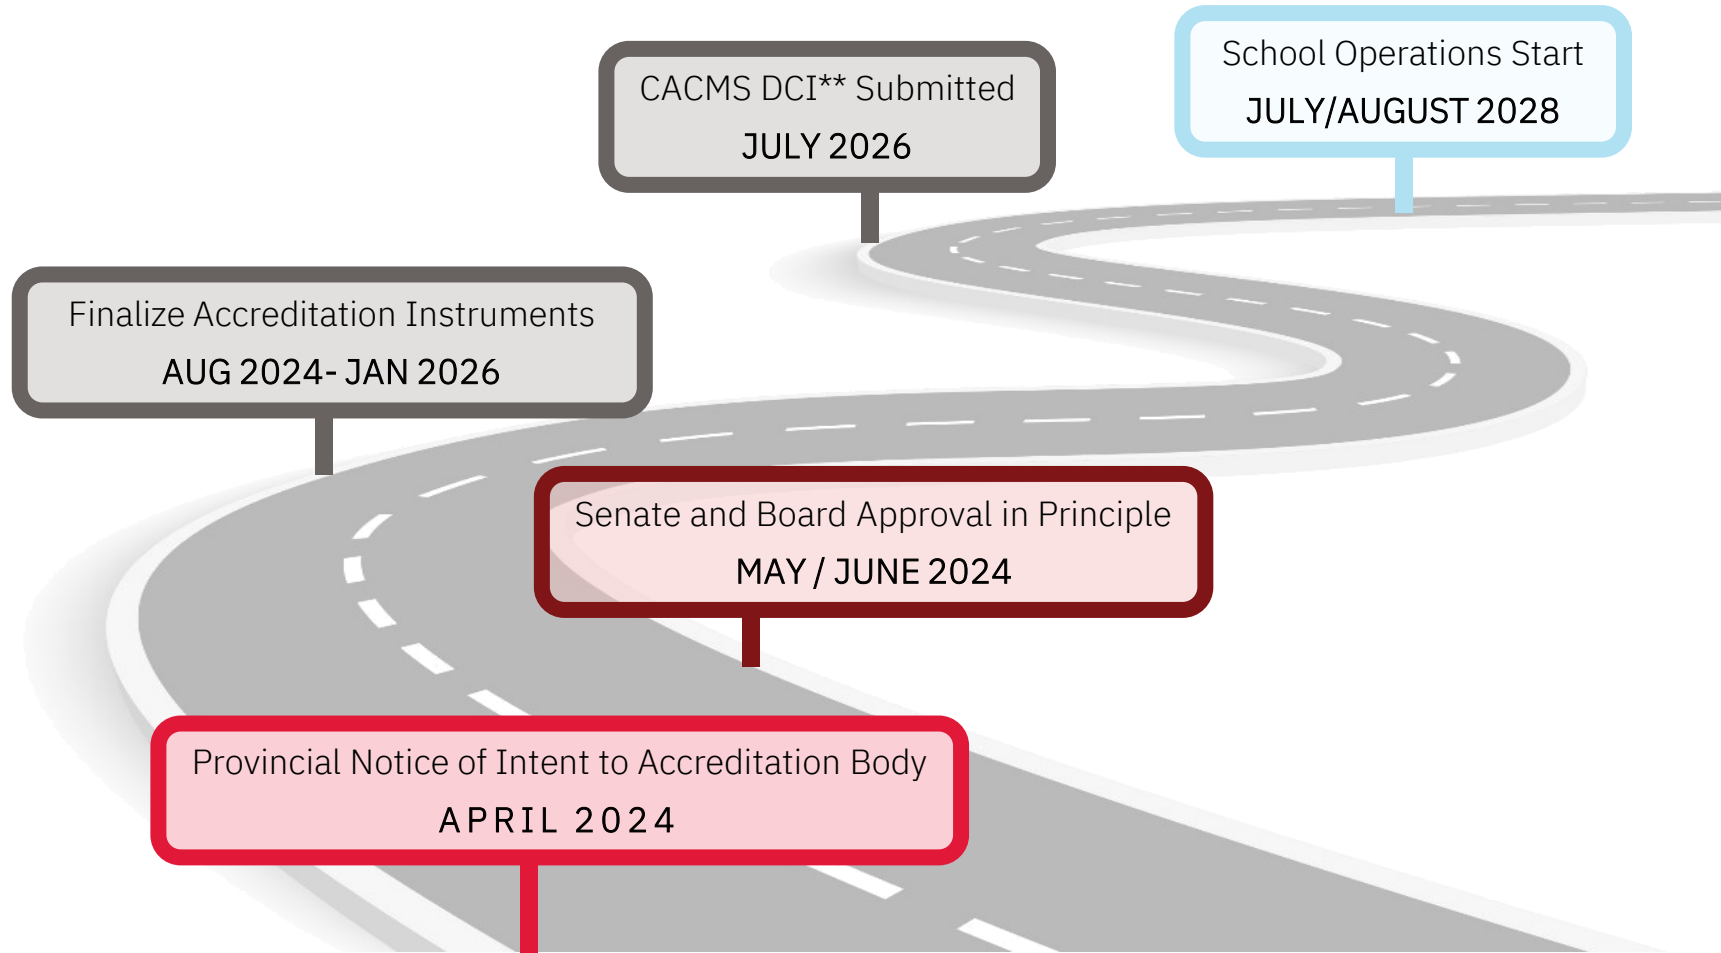 School Operations Start
JULY/AUGUST 2028
CACMS DCI** Submitted
JULY 2026
Finalize Accreditation Instruments
AUG 2024- JAN 2026
Senate and Board Approval in Principle
MAY / JUNE 2024
Provincial Notice of Intent to Accreditation Body
APRIL 2024